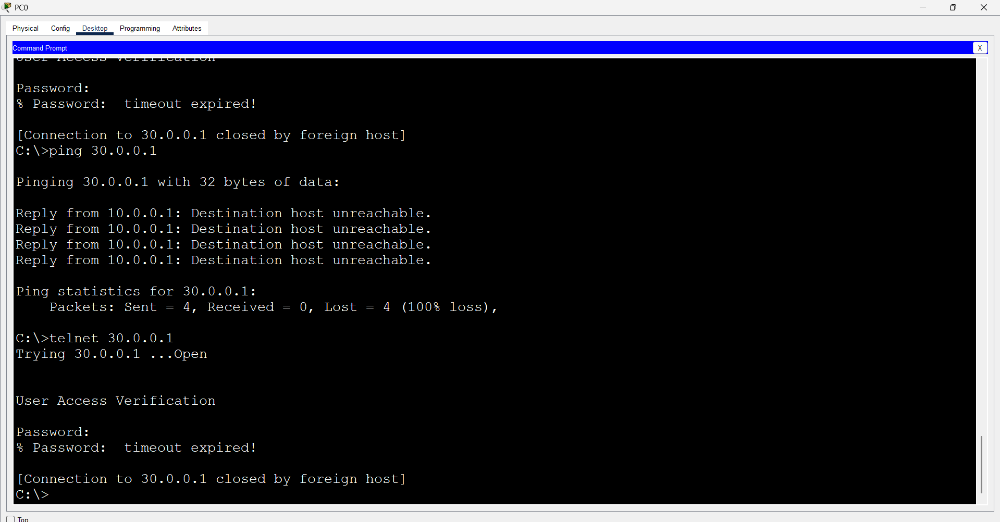 PC0
Physical Config Desktop Programming Attributes
Command Prompt X
User Access Verification
Password:
% Password:  timeout expired!
[Connection to 30.0.0.1 closed by foreign host]
C:\>ping 30.0.0.1
Pinging 30.0.0.1 with 32 bytes of data:
Reply from 10.0.0.1: Destination host unreachable.
Reply from 10.0.0.1: Destination host unreachable.
Reply from 10.0.0.1: Destination host unreachable.
Reply from 10.0.0.1: Destination host unreachable.
Ping statistics for 30.0.0.1:
    Packets: Sent = 4, Received = 0, Lost = 4 (100% loss),
C:\>telnet 30.0.0.1
Trying 30.0.0.1 ...Open
User Access Verification
Password:
% Password:  timeout expired!
[Connection to 30.0.0.1 closed by foreign host]
C:\>
Top